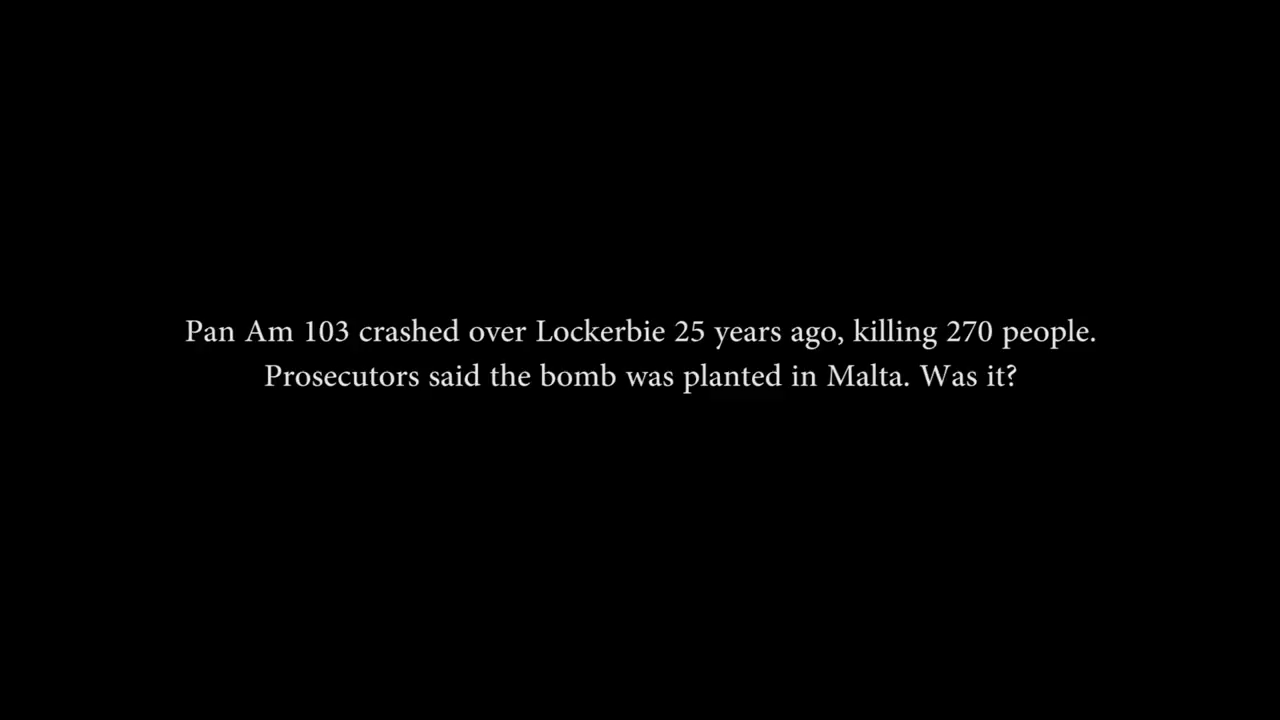 Pan Am 103 crashed over Lockerbie 25 years ago, killing 270 people.
Prosecutors said the bomb was planted in Malta. Was it?